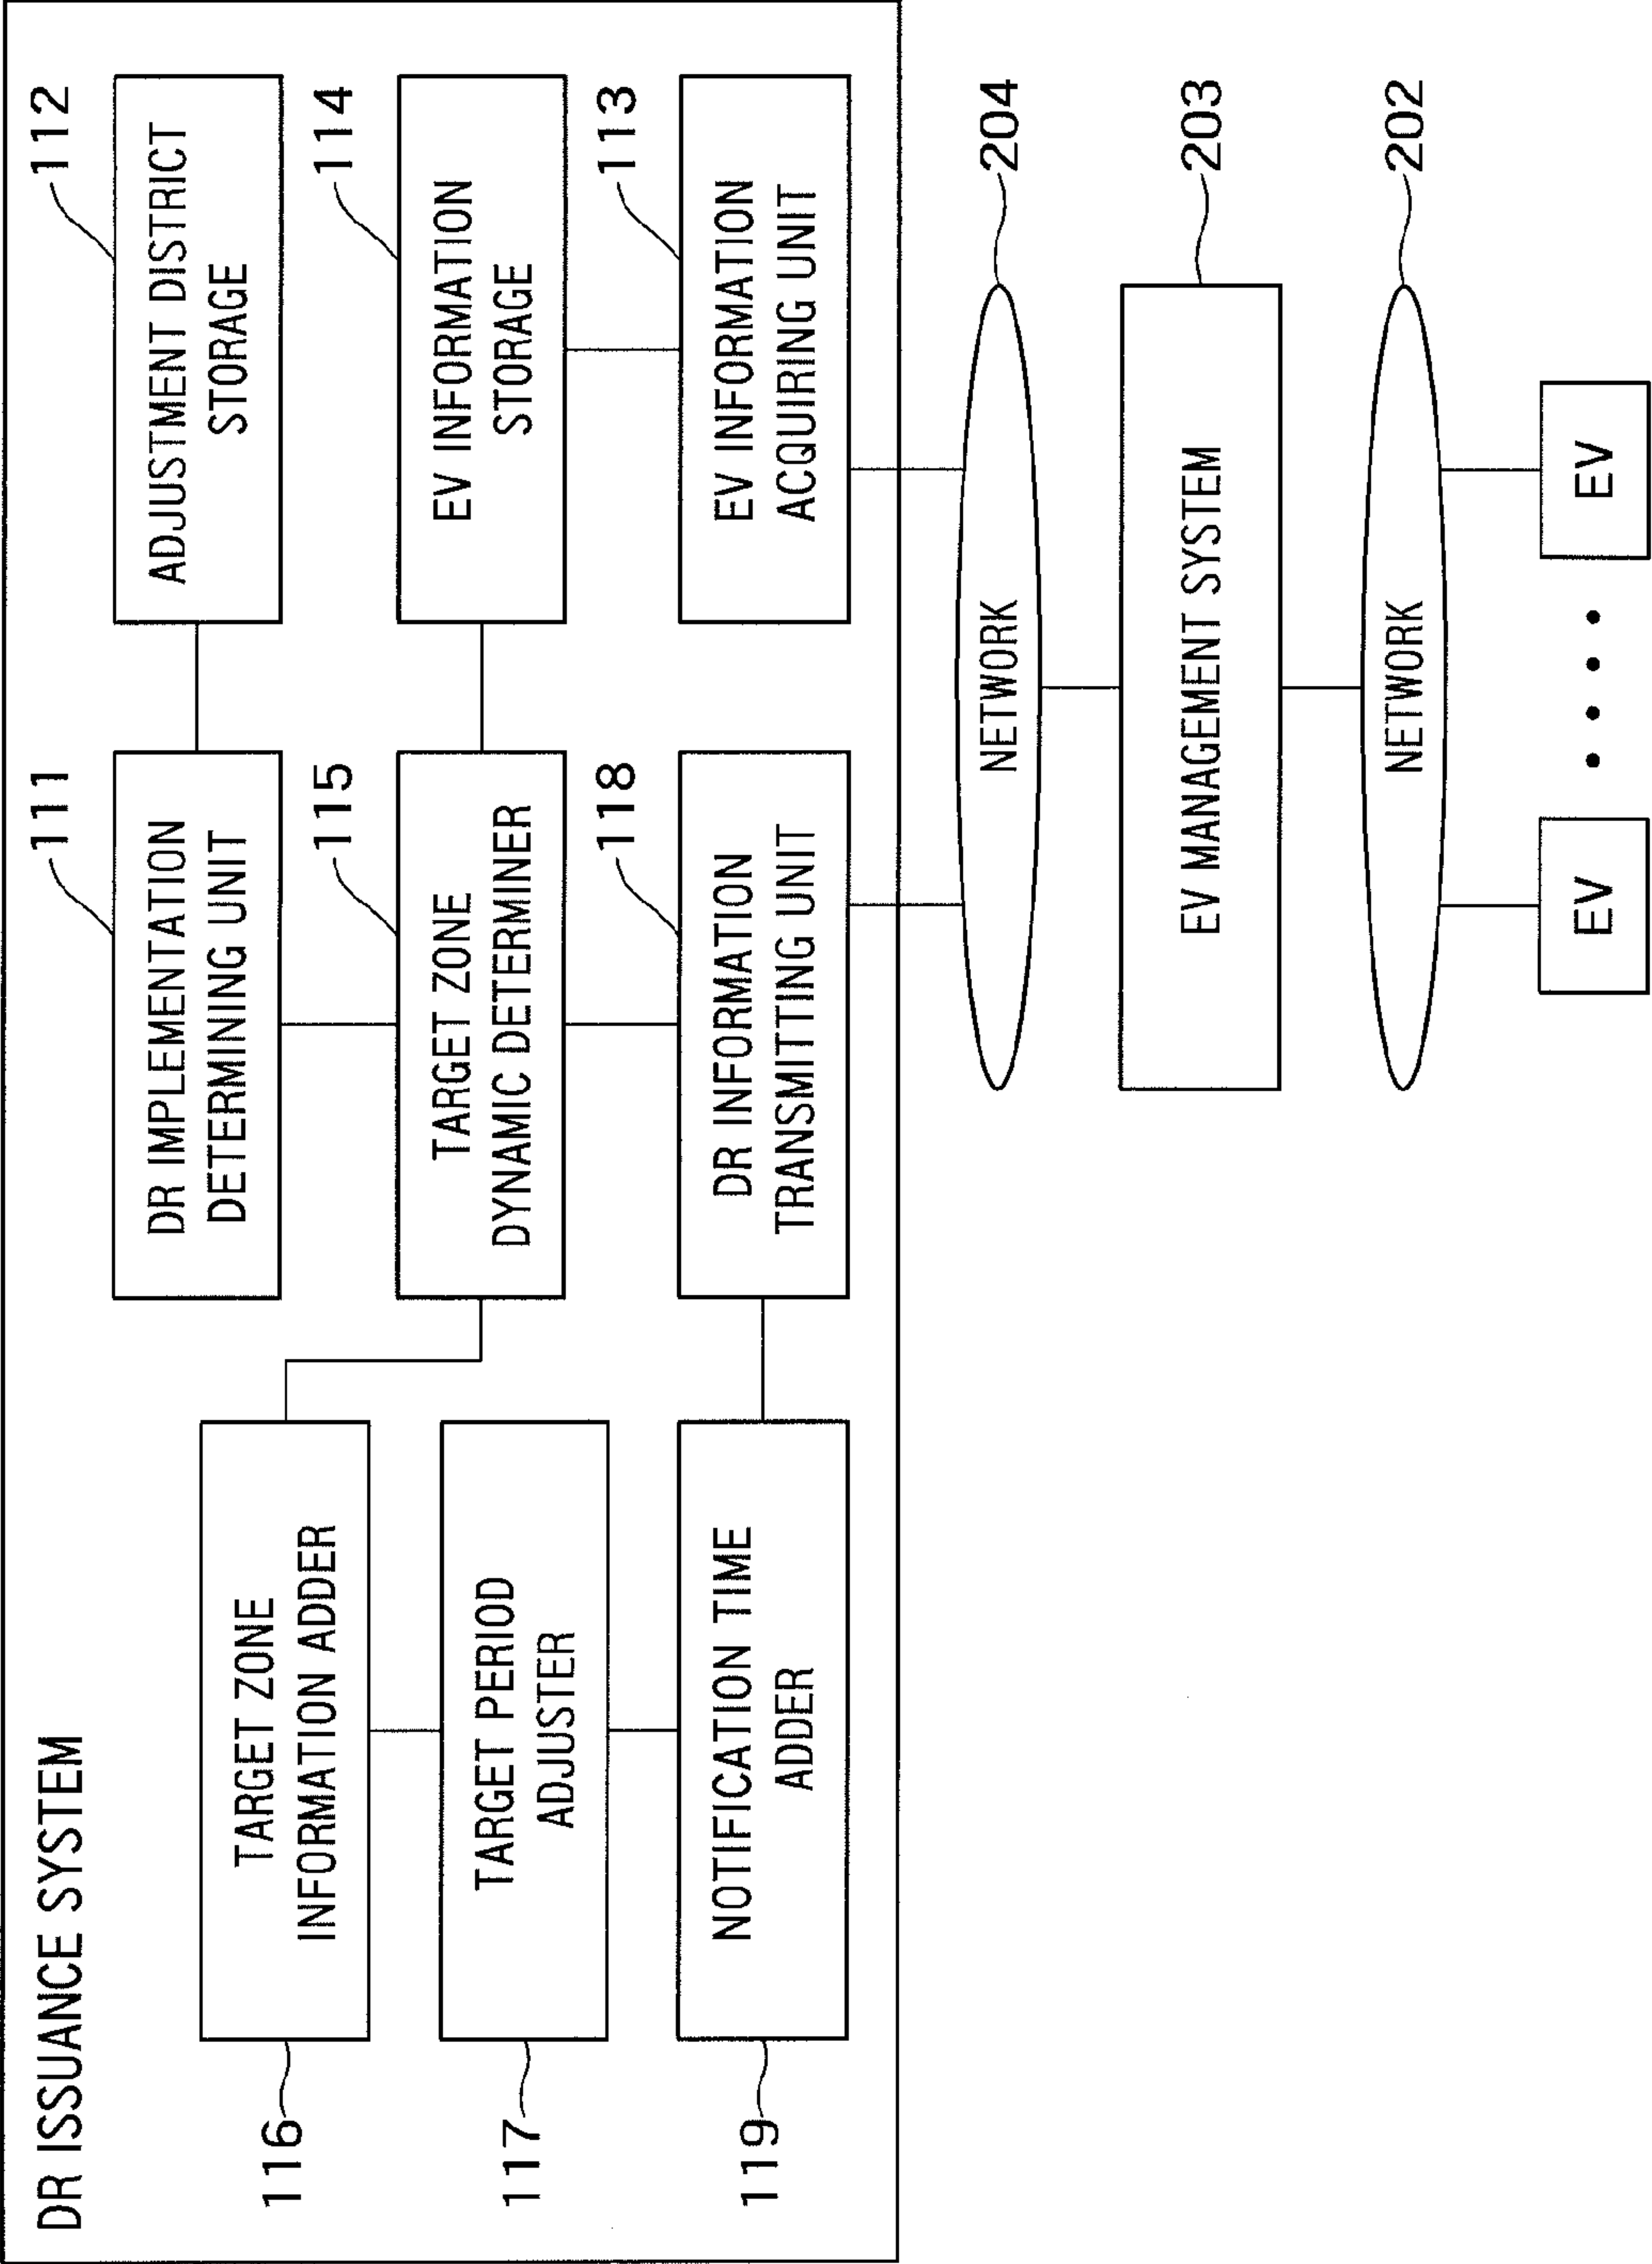 DR ISSUANCE SYSTEM
111
DR IMPLEMENTATION
DETERMINING UNIT
112
ADJUSTMENT DISTRICT
STORAGE
116
TARGET ZONE
INFORMATION ADDER
115
TARGET ZONE
DYNAMIC DETERMINER
114
EV INFORMATION
STORAGE
117
TARGET PERIOD
ADJUSTER
119
NOTIFICATION TIME
ADDER
118
DR INFORMATION
TRANSMITTING UNIT
113
EV INFORMATION
ACQUIRING UNIT
NETWORK
204
EV MANAGEMENT SYSTEM
203
NETWORK
202
EV
EV